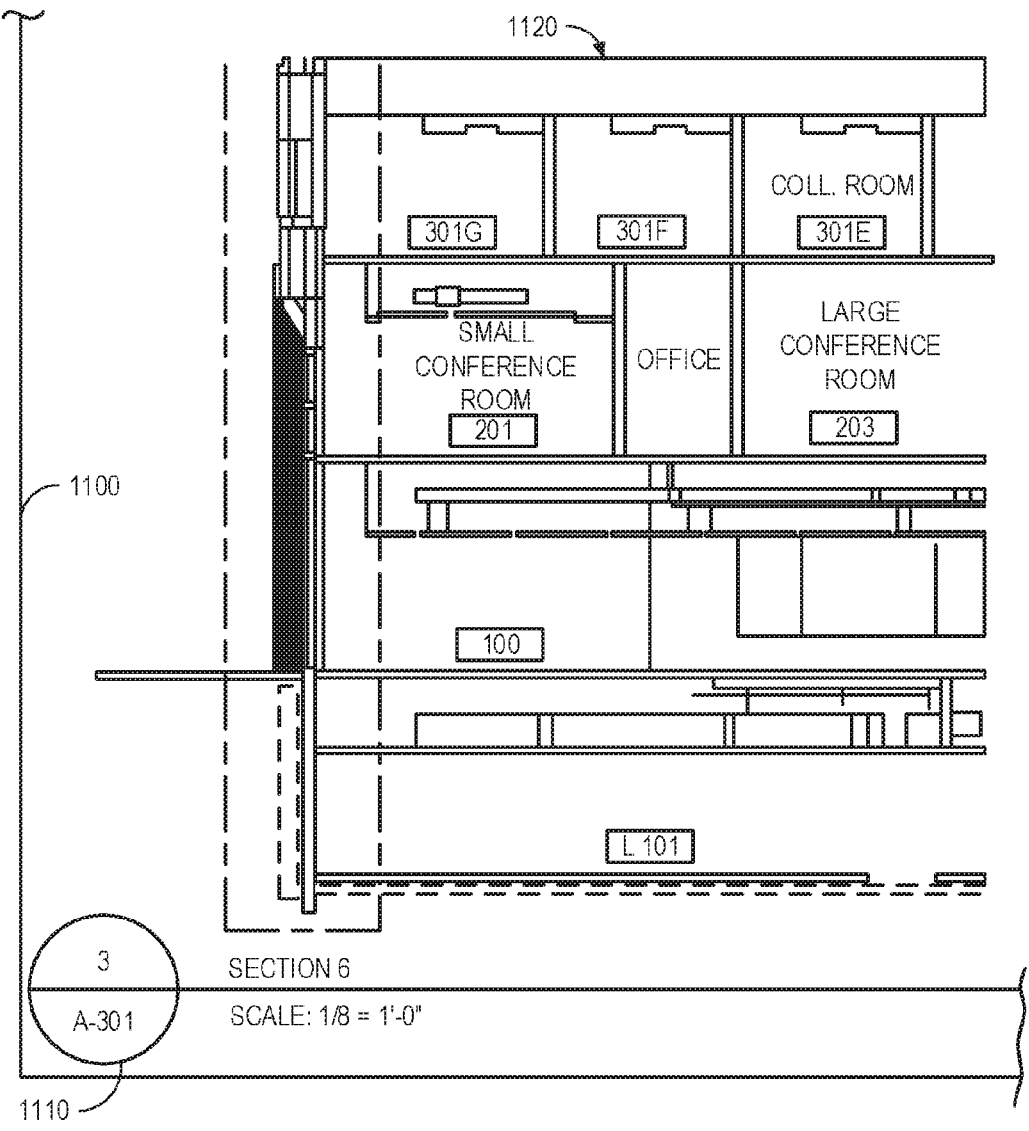 1120
COLL. ROOM
301G
301F
301E
SMALL
CONFERENCE
ROOM
201
OFFICE
LARGE
CONFERENCE
ROOM
203
1100
100
L 101
3
SECTION 6
A-301
SCALE: 1/8 = 1'-0"
1110